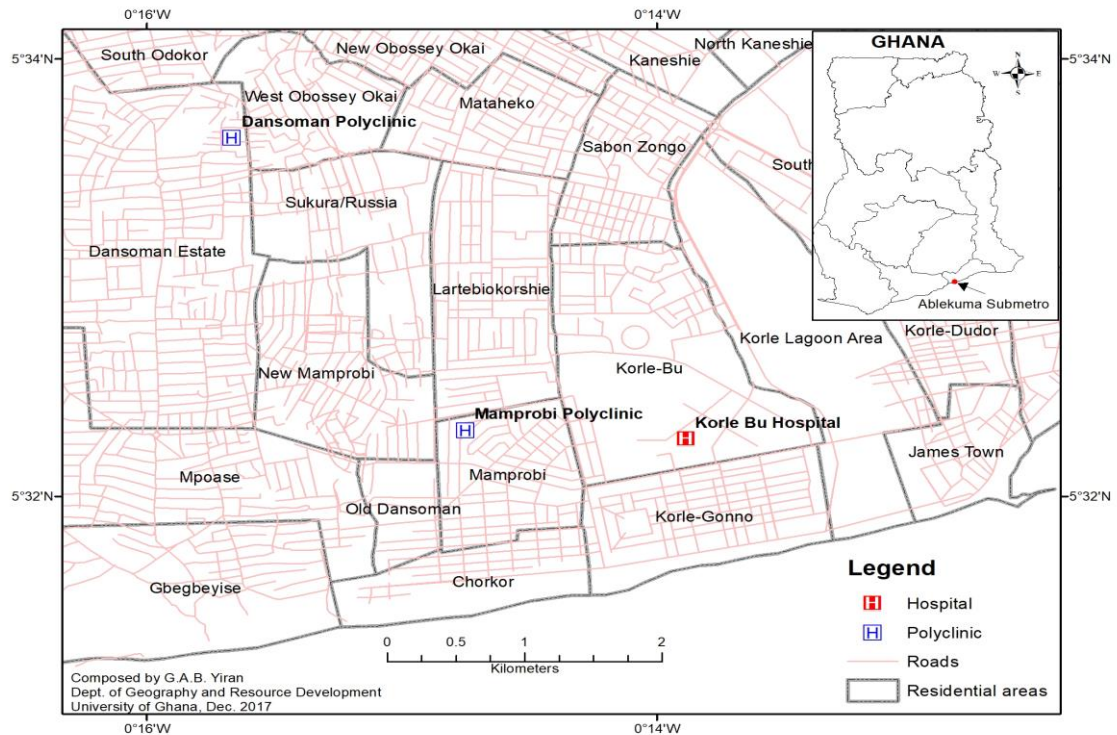 0°16'W
0°14'W
5°34'N
5°34'N
South Odokor
New Obossey Okai
North Kaneshie
Kaneshie
West Obossey Okai
Mataheko
Dansoman Polyclinic
H
Sabon Zongo
South
Sukura/Russia
Dansoman Estate
Lartebiokorshie
Korle Lagoon Area
Korle-Dudor
Korle-Bu
New Mamprobi
Mamprobi Polyclinic
H
Korle Bu Hospital
H
James Town
Mpoase
Mamprobi
5°32'N
5°32'N
Old Dansoman
Korle-Gonno
Chorkor
Gbegbeyise
GHANA
N
W
E
S
Ablekuma Submetro
Legend
H Hospital
H Polyclinic
Roads
Residential areas
0 0.5 1 2
Kilometers
Composed by G.A.B. Yiran
Dept. of Geography and Resource Development
University of Ghana, Dec. 2017
0°16'W
0°14'W